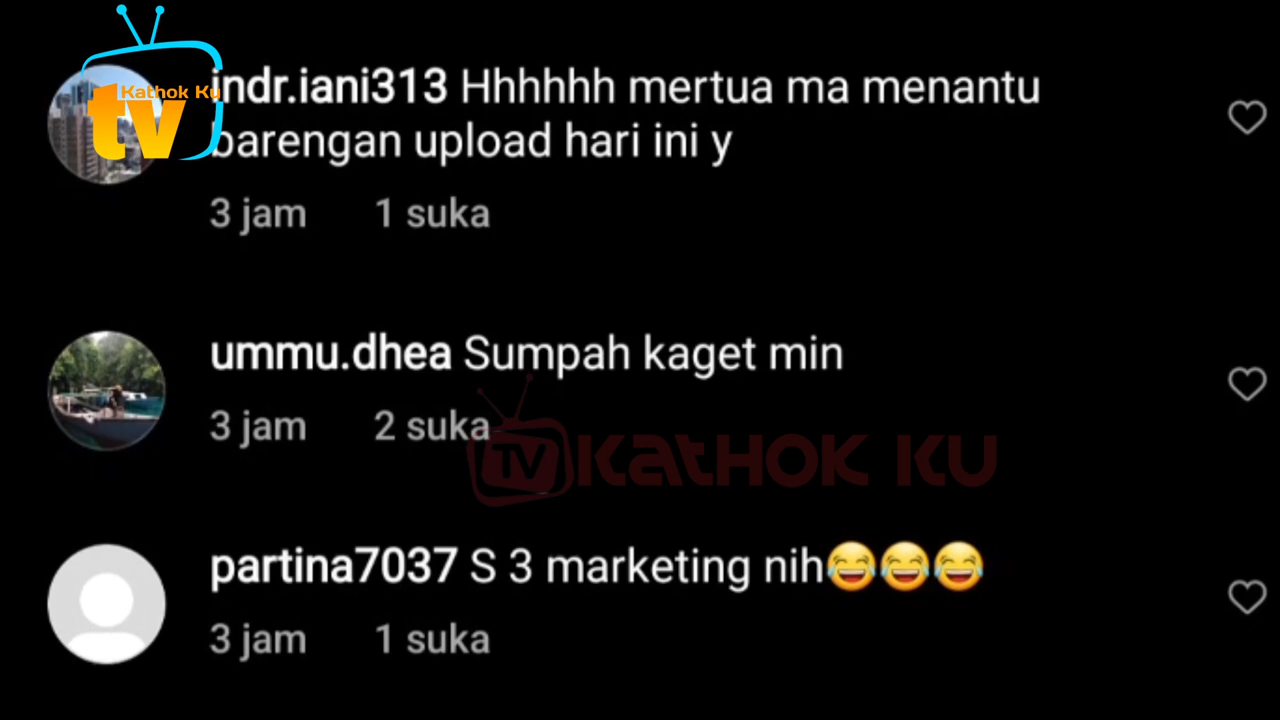 indr.iani313 Hhhhhh mertua ma menantu
barengan upload hari ini y
3 jam 1 suka
Kathok Ku
tv
ummu.dhea Sumpah kaget min
3 jam 2 suka
TV KATHOK KU
partina7037 S 3 marketing nih😂😂😂
3 jam 1 suka